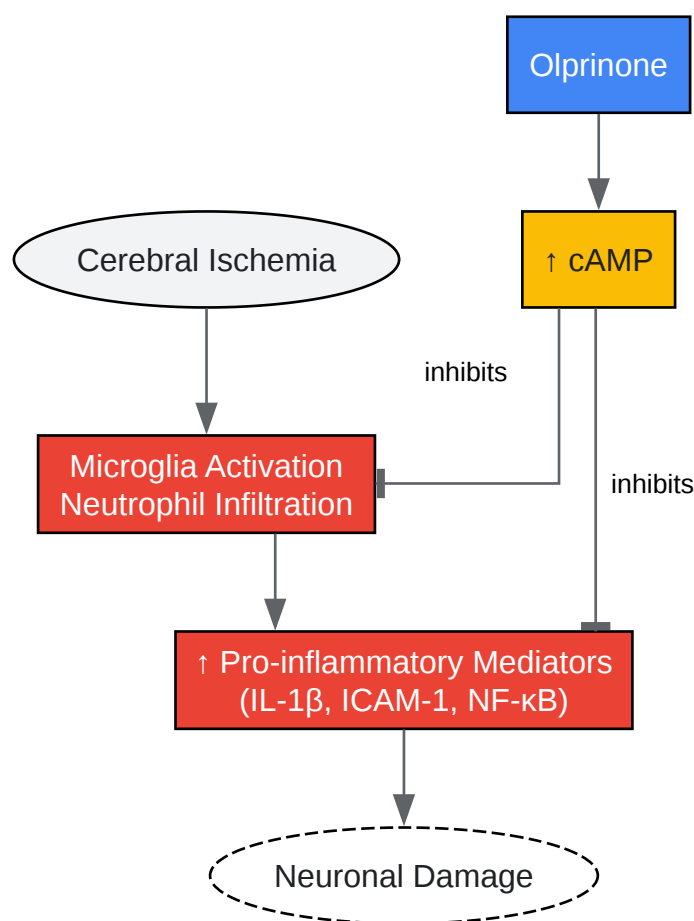 Olprinone
Cerebral Ischemia
↑ cAMP
inhibits
Microglia Activation
Neutrophil Infiltration
inhibits
↑ Pro-inflammatory Mediators
(IL-1β, ICAM-1, NF-κB)
Neuronal Damage